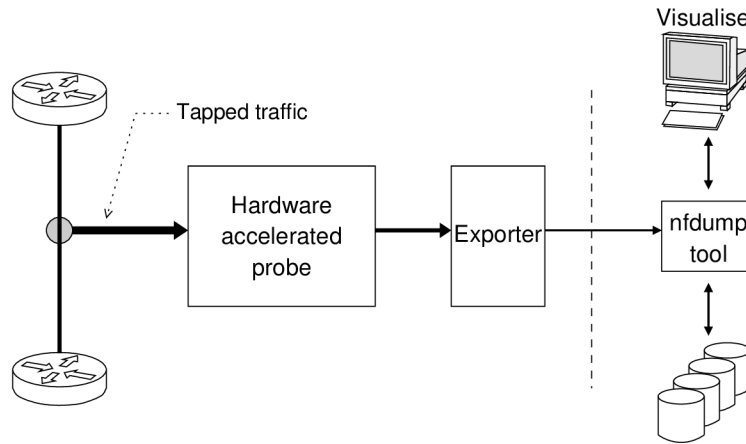 Visualise
Tapped traffic
Hardware
accelerated
probe
Exporter
nfdump
tool